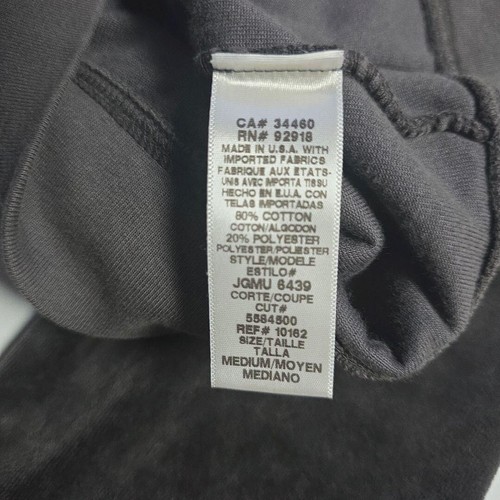 CA# 34460
RN# 92918
MADE IN U.S.A. WITH
IMPORTED FABRICS
FABRIQUE AUX ETATS-
UNIS AVEC IMPORTA TISSU
HECHO EN E.U.A. CON
TELAS IMPORTADAS
80% COTTON
COTON/ALGODON
20% POLYESTER
POLYESTER/POLIESTER
STYLE/MODELE
ESTILO#
JGMU 6439
CORTE/COUPE
CUT#
5584500
REF# 10162
SIZE/TAILLE
TALLA
MEDIUM/MOYEN
MEDIANO